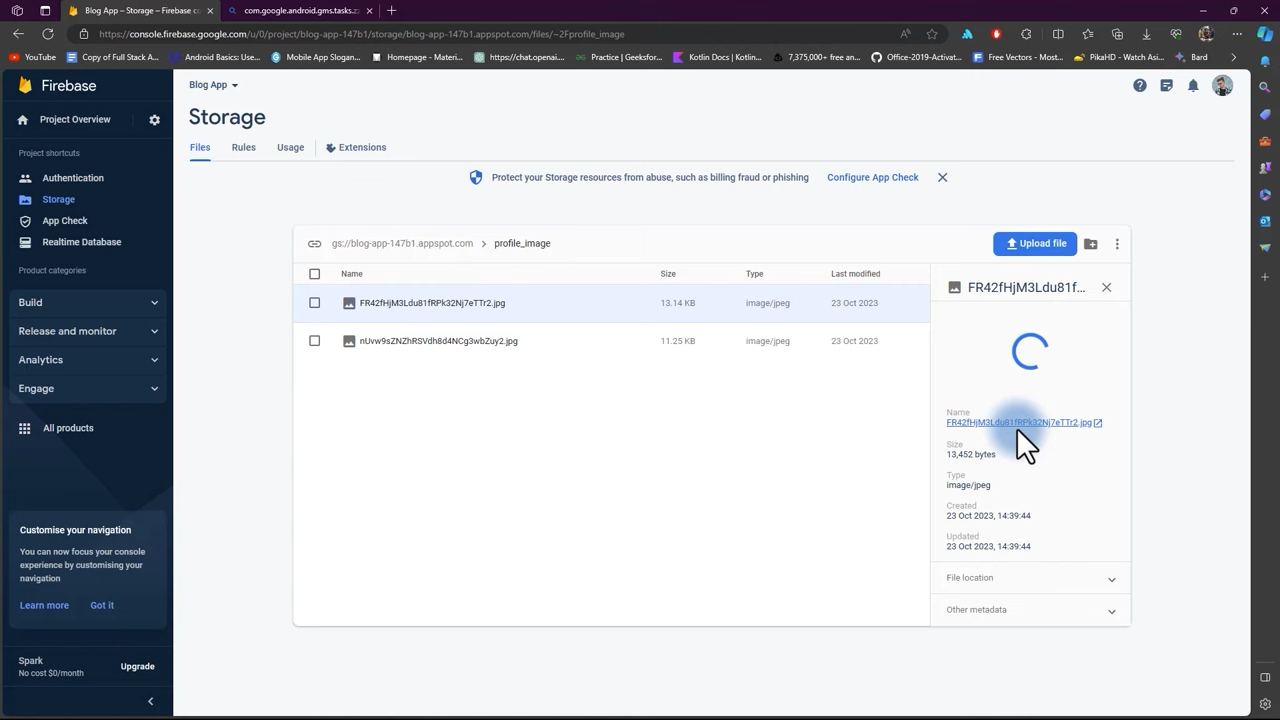 Blog App – Storage – Firebase c
com.google.android.gms.tasks.z
https://console.firebase.google.com/u/0/project/blog-app-147b1/storage/blog-app-147b1.appspot.com/files/~2Fprofile_image
YouTube
Copy of Full Stack A...
Android Basics: Use...
Mobile App Slogan...
Homepage - Materi...
https://chat.openai...
Practice | Geeksfor...
Kotlin Docs | Kotlin...
7,375,000+ free an...
Office-2019-Activat...
Free Vectors - Most...
PikaHD - Watch Eve...
Bard
Firebase
Blog App
Project Overview
Storage
Project shortcuts
Files
Rules
Usage
Extensions
Authentication
Protect your Storage resources from abuse, such as billing fraud or phishing
Configure App Check
Storage
App Check
Realtime Database
gs://blog-app-147b1.appspot.com
profile_image
Upload file
Product categories
Name
Size
Type
Last modified
FR42fHjM3Ldu81f...
Build
FR42fHjM3Ldu81fRPk32Nj7eTTr2.jpg
13.14 KB
image/jpeg
23 Oct 2023
Release and monitor
nUvw9sZNZhRSVdh8d4NCg3wbZuy2.jpg
11.25 KB
image/jpeg
23 Oct 2023
Analytics
Engage
All products
Name
FR42fHjM3Ldu81fRPk32Nj7eTTr2.jpg
Size
13,452 bytes
Type
image/jpeg
Created
23 Oct 2023, 14:39:44
Updated
23 Oct 2023, 14:39:44
File location
Other metadata
Customise your navigation
You can now focus your console
experience by customising your
navigation
Learn more
Got it
Spark
No cost $0/month
Upgrade